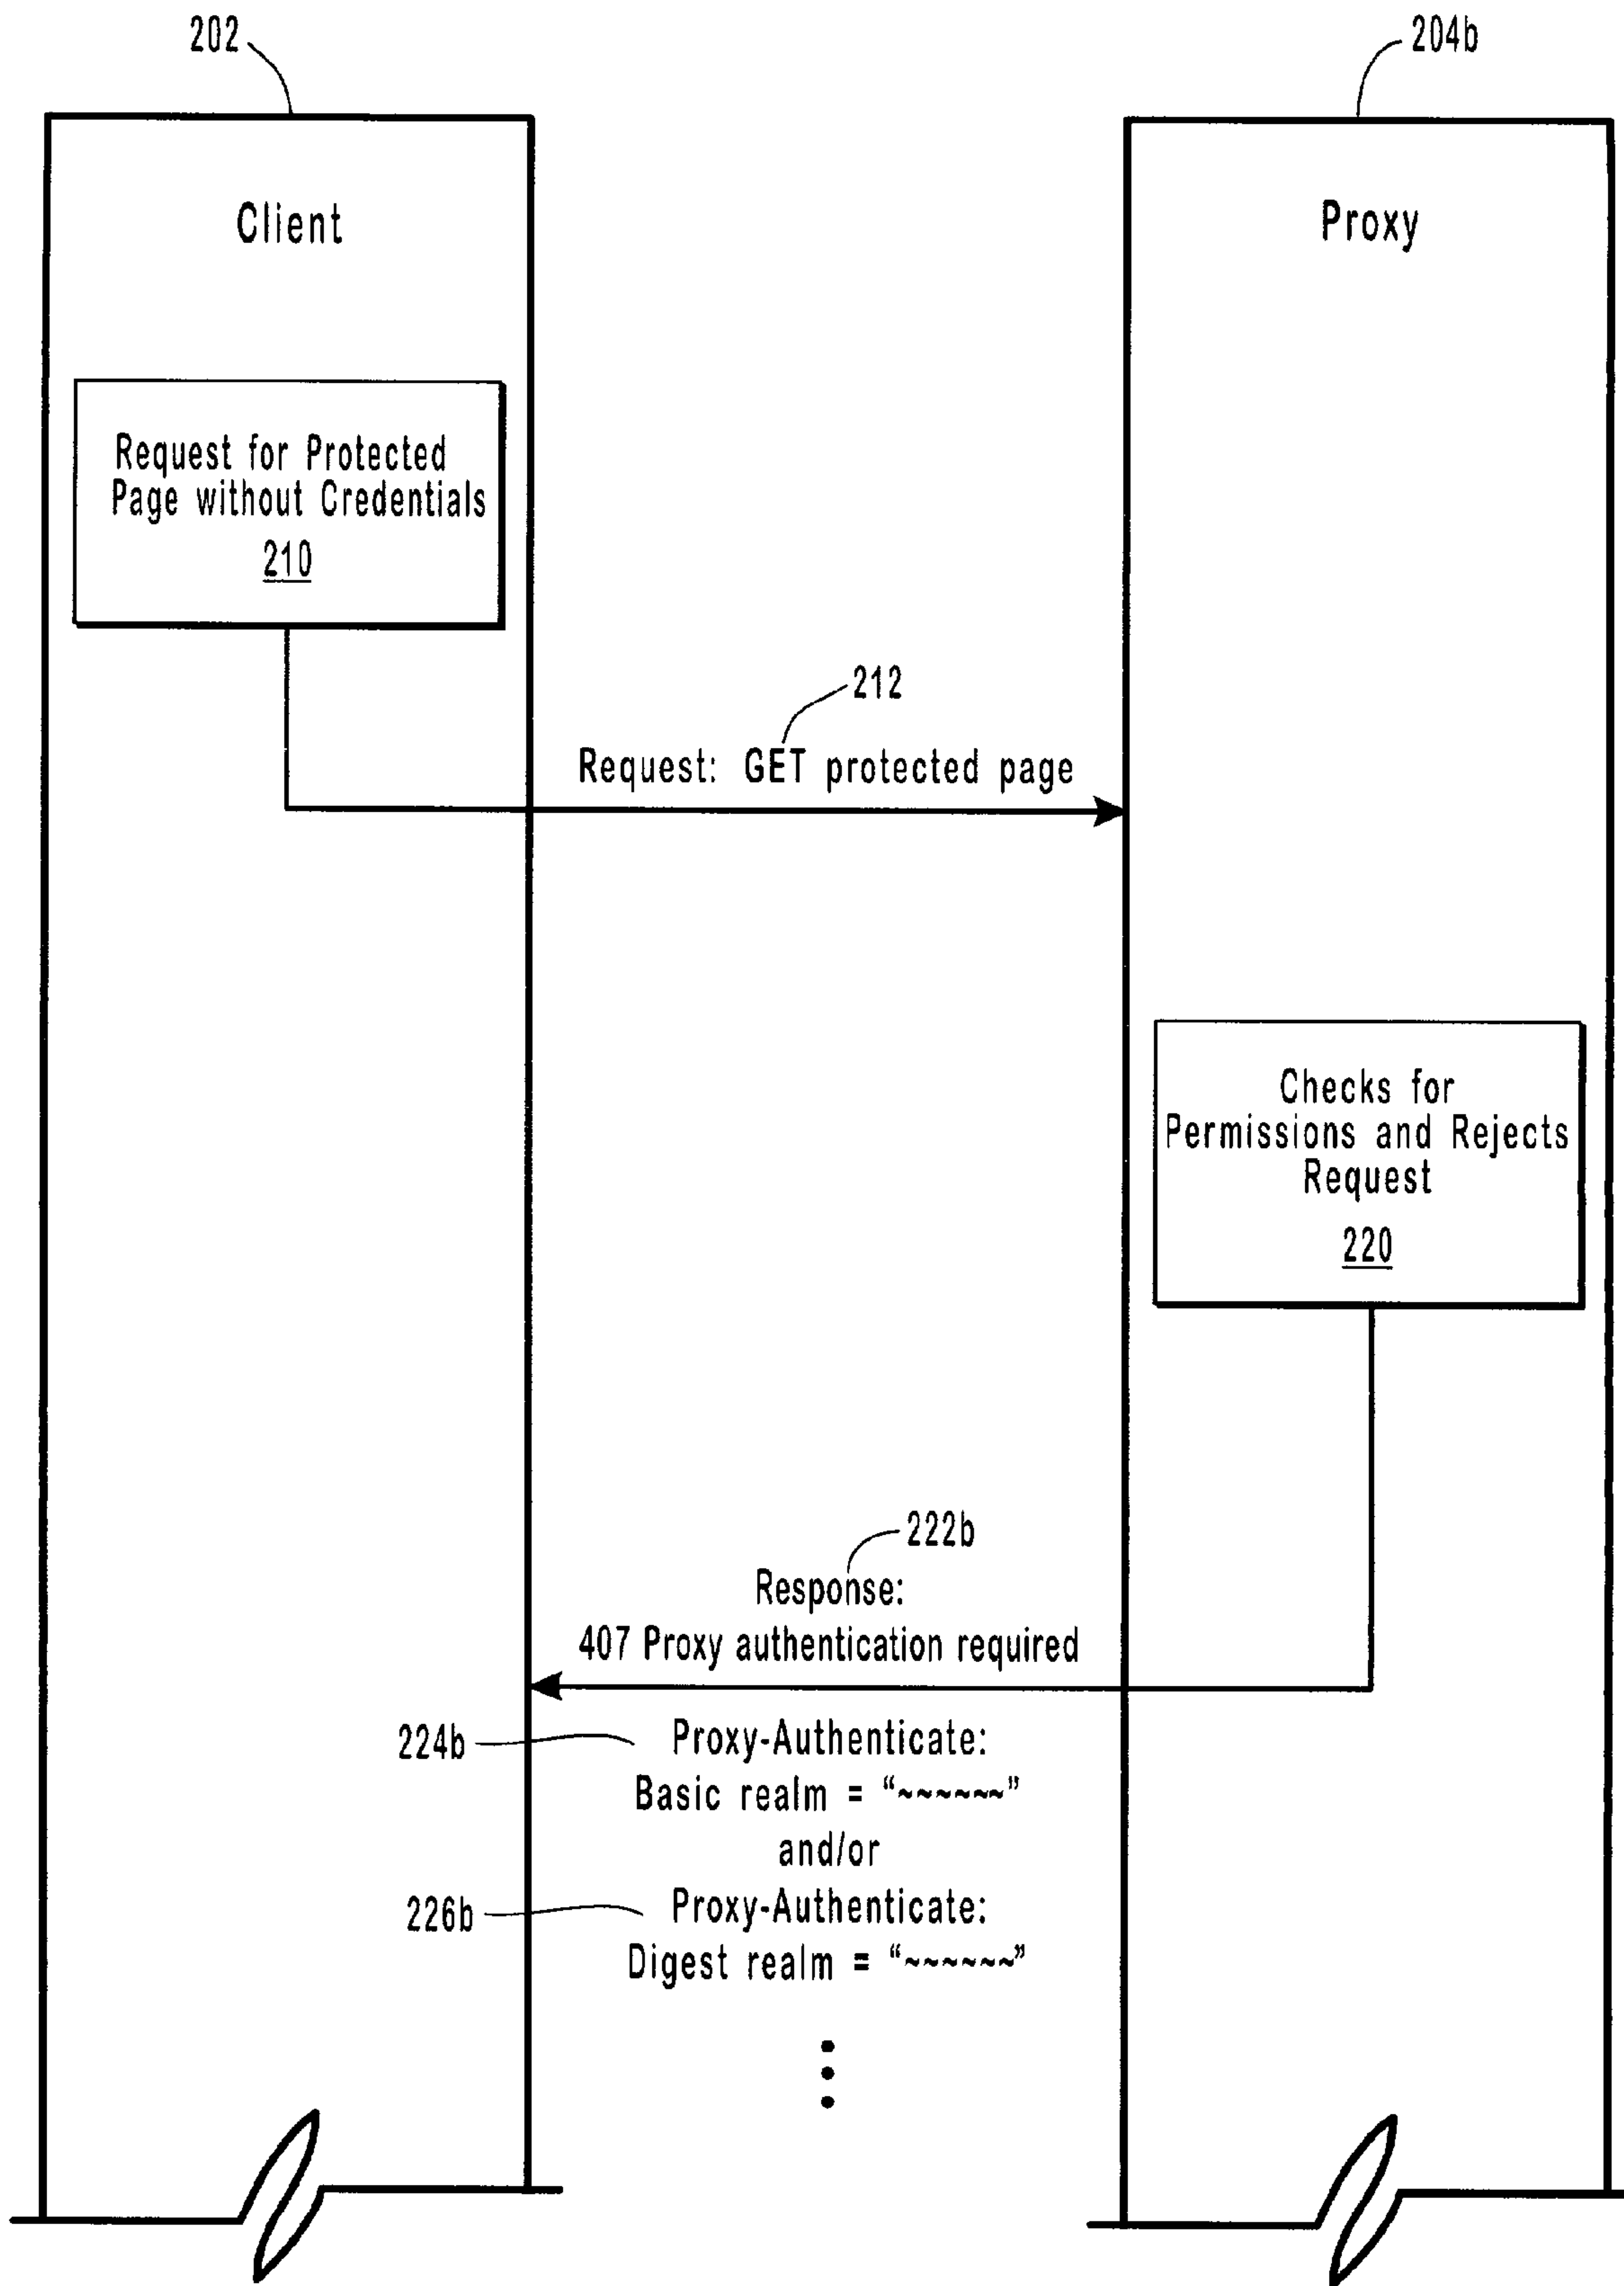 202
204b
Client
Proxy
Request for Protected
Page without Credentials
210
212
Request: GET protected page
Checks for
Permissions and Rejects
Request
220
222b
Response:
407 Proxy authentication required
224b
Proxy-Authenticate:
Basic realm = “~~~~~~”
and/or
226b
Proxy-Authenticate:
Digest realm = “~~~~~~”